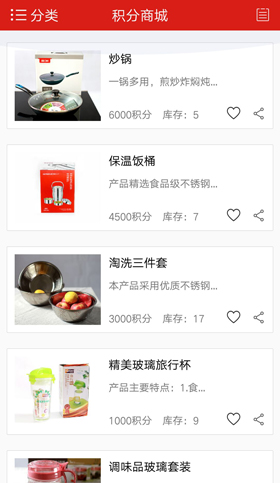 分类 积分商城
炒锅
一锅多用，煎炒炸焖炖...
6000积分 库存：5
保温饭桶
产品精选食品级不锈钢...
4500积分 库存：7
淘洗三件套
本产品采用优质不锈钢...
3000积分 库存：17
精美玻璃旅行杯
产品主要特点：1.食...
1000积分 库存：9
调味品玻璃套装